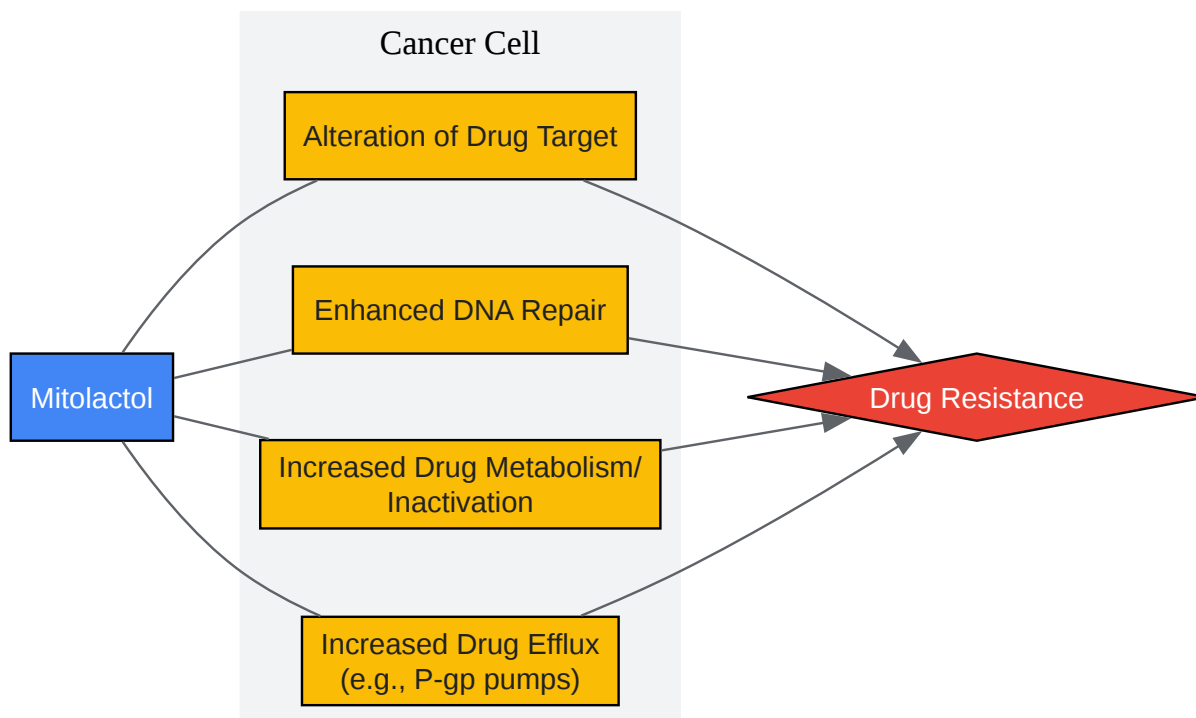 Cancer Cell
Alteration of Drug Target
Enhanced DNA Repair
Mitolactol
Drug Resistance
Increased Drug Metabolism/
Inactivation
Increased Drug Efflux
(e.g., P-gp pumps)